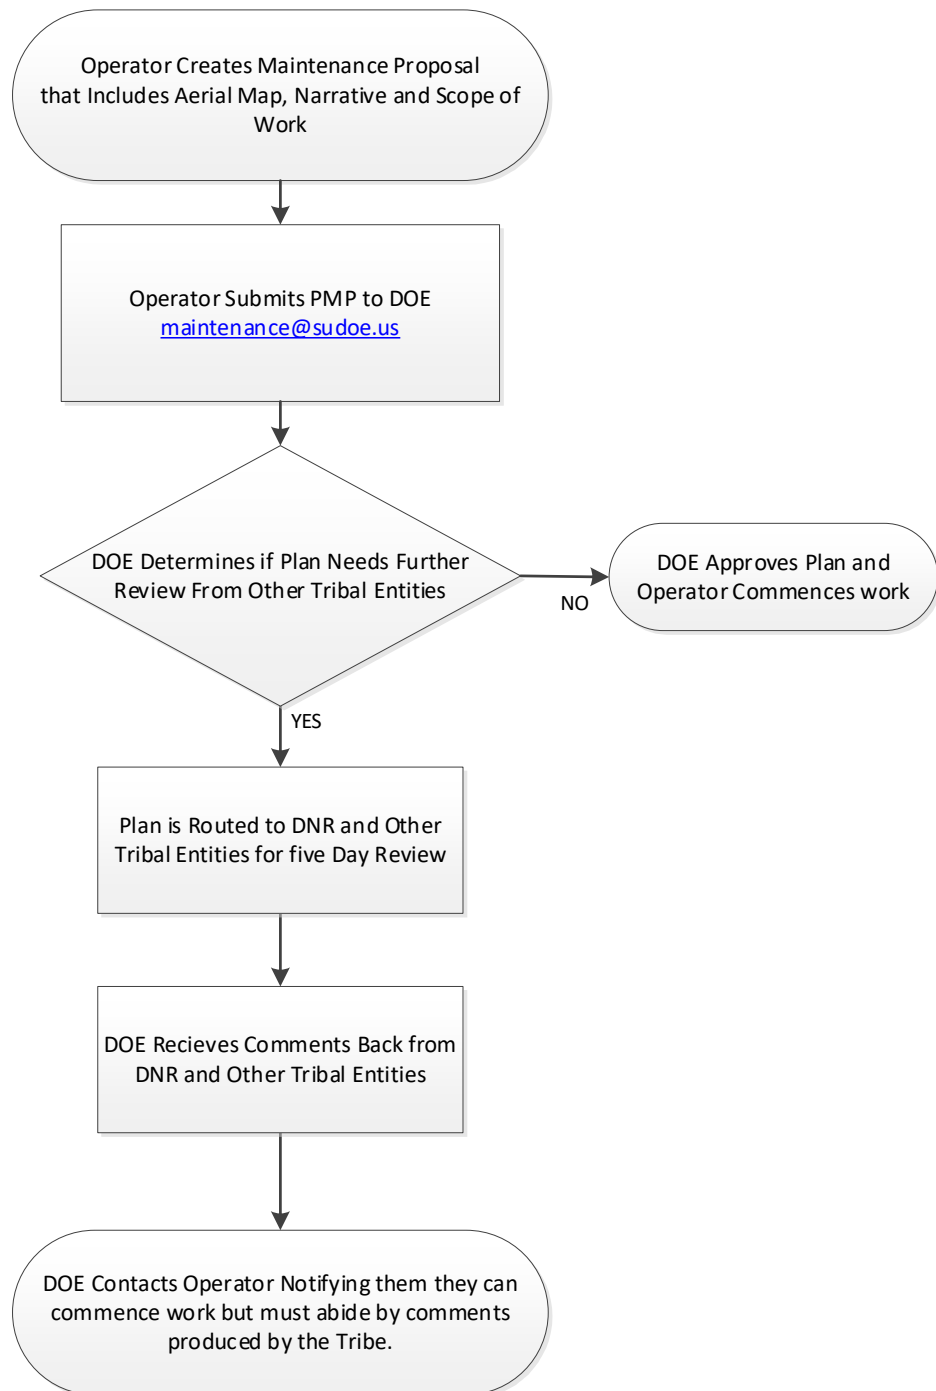 Operator Creates Maintenance Proposal
that Includes Aerial Map, Narrative and Scope of
Work
Operator Submits PMP to DOE
maintenance@sudoe.us
DOE Determines if Plan Needs Further
Review From Other Tribal Entities
NO
DOE Approves Plan and
Operator Commences work
YES
Plan is Routed to DNR and Other
Tribal Entities for five Day Review
DOE Recieves Comments Back from
DNR and Other Tribal Entities
DOE Contacts Operator Notifying them they can
commence work but must abide by comments
produced by the Tribe.